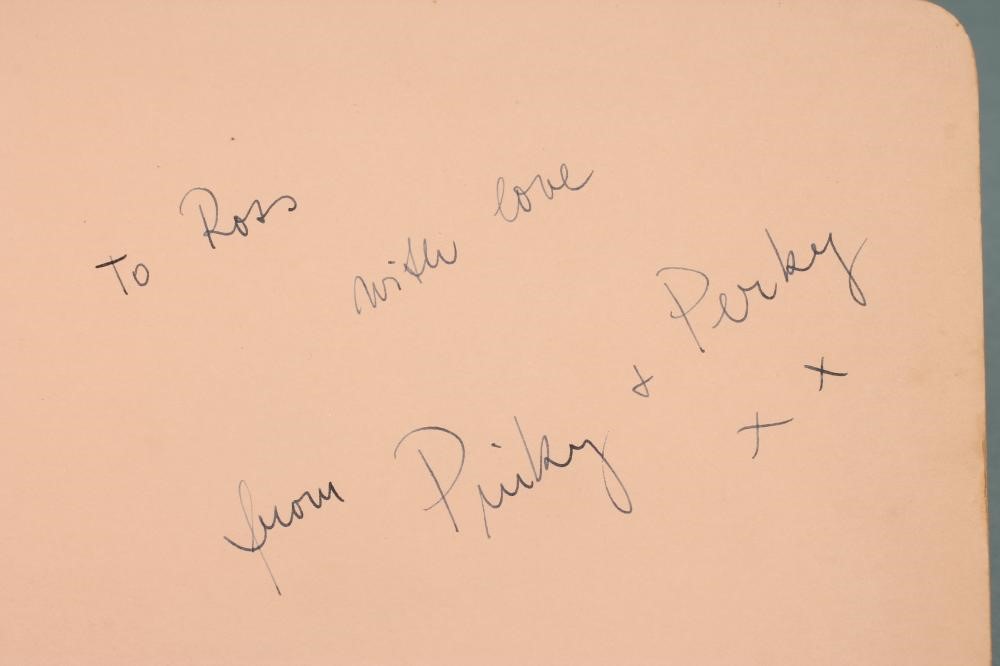 To Ross
with love
from Pinky & Perky
x x